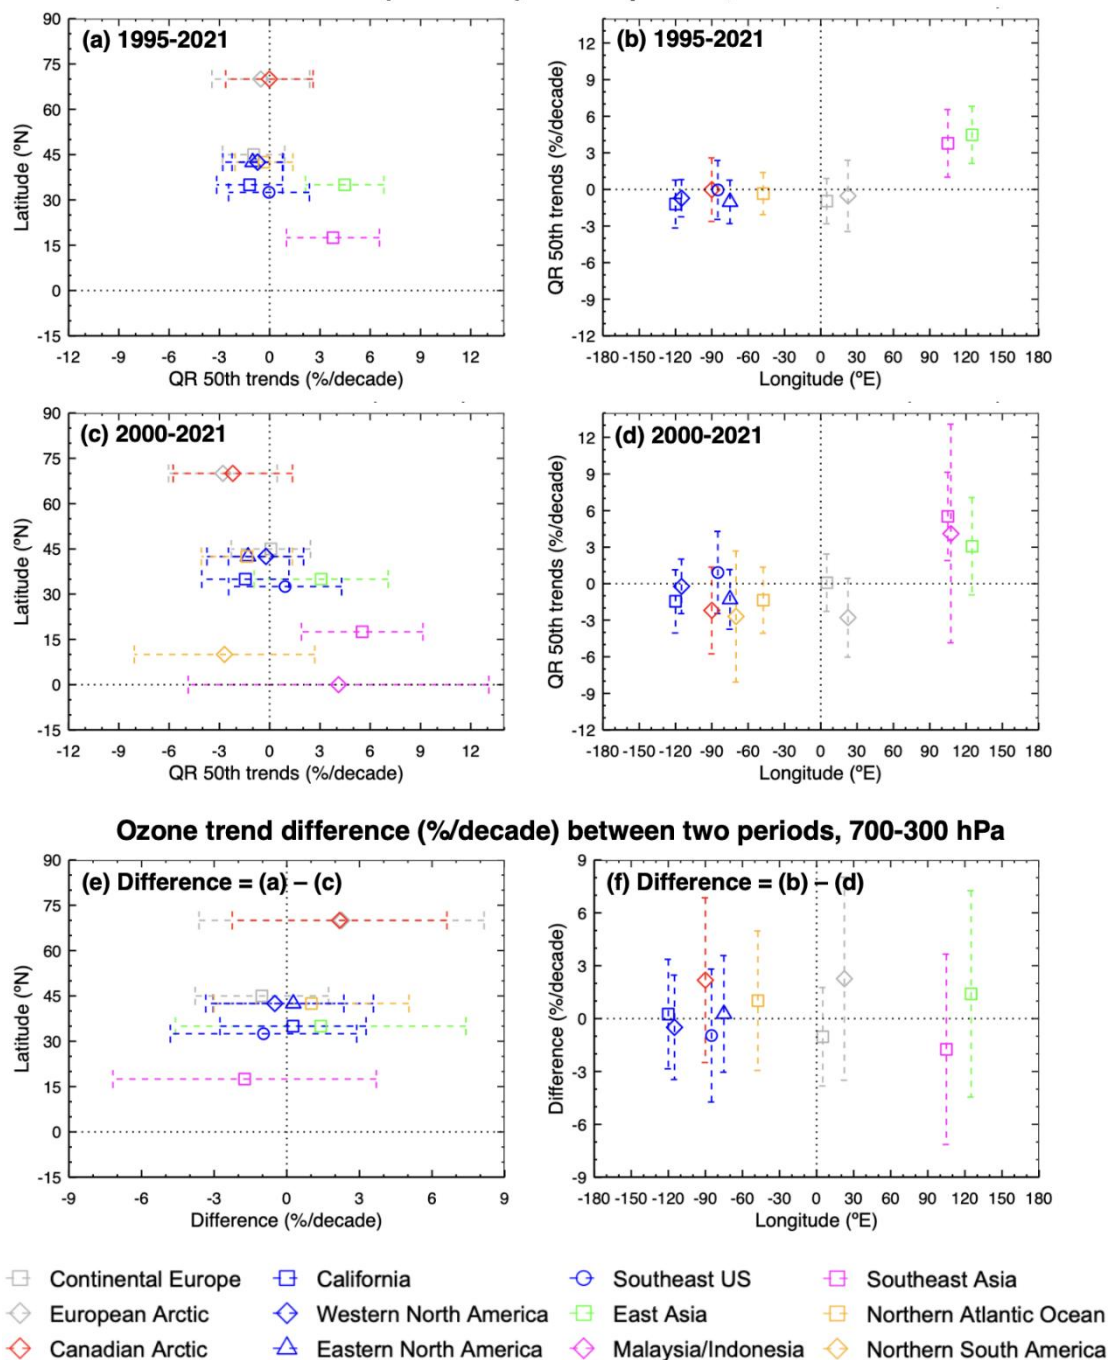 (a) 1995-2021
(b) 1995-2021
90
75
60
45
30
15
0
-15
Latitude (ºN)
-12 -9 -6 -3 0 3 6 9 12
QR 50th trends (%/decade)
12
9
6
3
0
-3
-6
-9
-12
QR 50th trends (%/decade)
-180 -150 -120 -90 -60 -30 0 30 60 90 120 150 180
Longitude (ºE)
(c) 2000-2021
(d) 2000-2021
90
75
60
45
30
15
0
-15
Latitude (ºN)
-12 -9 -6 -3 0 3 6 9 12
QR 50th trends (%/decade)
12
9
6
3
0
-3
-6
-9
-12
QR 50th trends (%/decade)
-180 -150 -120 -90 -60 -30 0 30 60 90 120 150 180
Longitude (ºE)
Ozone trend difference (%/decade) between two periods, 700-300 hPa
(e) Difference = (a) – (c)
(f) Difference = (b) – (d)
90
75
60
45
30
15
0
-15
Latitude (ºN)
-9 -6 -3 0 3 6 9
Difference (%/decade)
9
6
3
0
-3
-6
-9
Difference (%/decade)
-180 -150 -120 -90 -60 -30 0 30 60 90 120 150 180
Longitude (ºE)
Continental Europe California Southeast US Southeast Asia
European Arctic Western North America East Asia Northern Atlantic Ocean
Canadian Arctic Eastern North America Malaysia/Indonesia Northern South America